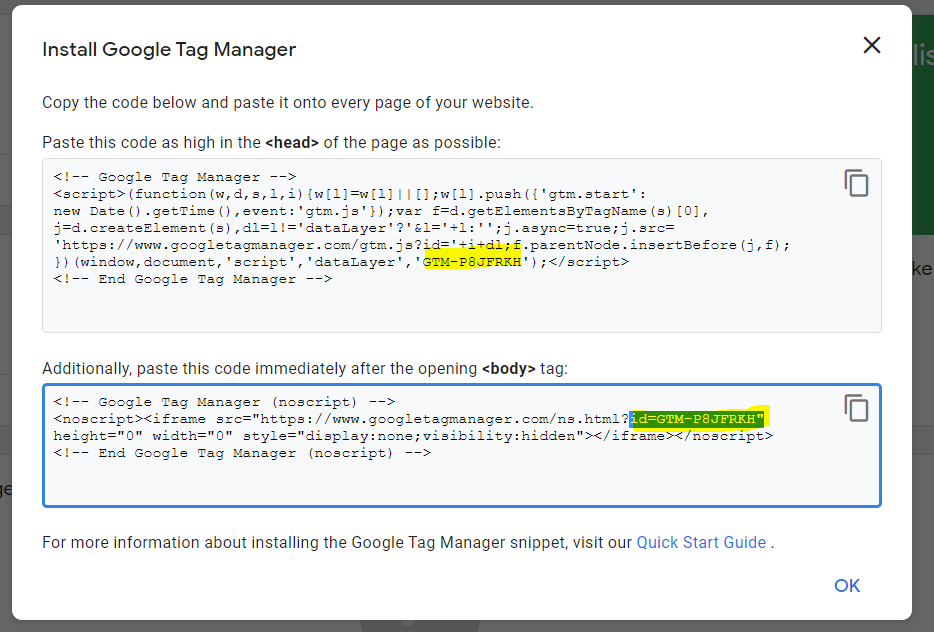 Install Google Tag Manager
Copy the code below and paste it onto every page of your website.
Paste this code as high in the <head> of the page as possible:
<!-- Google Tag Manager -->
<script>(function(w,d,s,l,i){w[l]=w[l]||[];w[l].push({'gtm.start':
new Date().getTime(),event:'gtm.js'});var f=d.getElementsByTagName(s)[0],
j=d.createElement(s),dl=l!='dataLayer'?'&l='+l:'';j.async=true;j.src=
'https://www.googletagmanager.com/gtm.js?id='+i+dl;f.parentNode.insertBefore(j,f);
})(window,document,'script','dataLayer','GTM-P8JFRKH');</script>
<!-- End Google Tag Manager -->
Additionally, paste this code immediately after the opening <body> tag:
<!-- Google Tag Manager (noscript) -->
<noscript><iframe src="https://www.googletagmanager.com/ns.html?id=GTM-P8JFRKH"
height="0" width="0" style="display:none;visibility:hidden"></iframe></noscript>
<!-- End Google Tag Manager (noscript) -->
For more information about installing the Google Tag Manager snippet, visit our Quick Start Guide .
OK